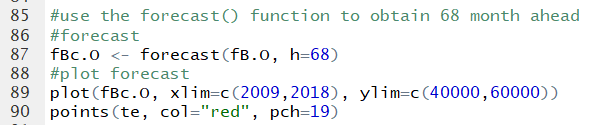 85 #use the forecast() function to obtain 68 month ahead
86 #forecast
87 fBc.O <- forecast(fB.O, h=68)
88 #plot forecast
89 plot(fBc.O, xlim=c(2009,2018), ylim=c(40000,60000))
90 points(te, col="red", pch=19)